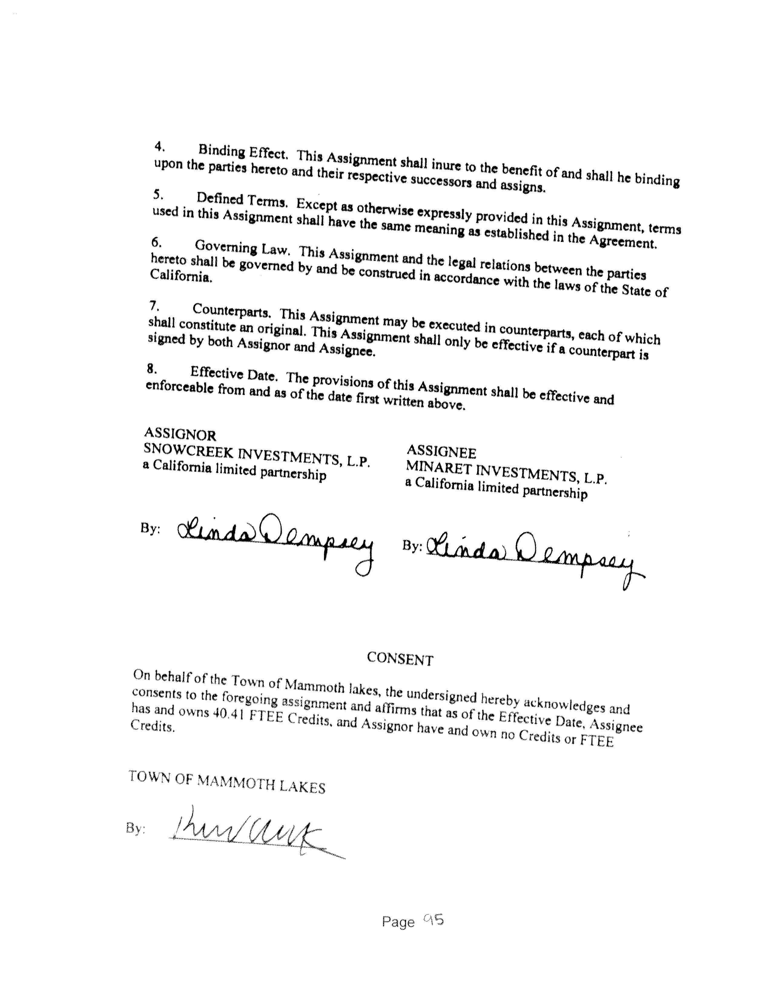 4. Binding Effect. This Assignment shall inure to the benefit of and shall he binding
upon the parties hereto and their respective successors and assigns.
5. Defined Terms. Except as otherwise expressly provided in this Assignment, terms
used in this Assignment shall have the same meaning as established in the Agreement.
6. Governing Law. This Assignment and the legal relations between the parties
hereto shall be governed by and be construed in accordance with the laws of the State of
California.
7. Counterparts. This Assignment may be executed in counterparts, each of which
shall constitute an original. This Assignment shall only be effective if a counterpart is
signed by both Assignor and Assignee.
8. Effective Date. The provisions of this Assignment shall be effective and
enforceable from and as of the date first written above.
ASSIGNOR
SNOWCREEK INVESTMENTS, L.P.
a California limited partnership
By: Linda Dempsey
ASSIGNEE
MINARET INVESTMENTS, L.P.
a California limited partnership
By: Linda Dempsey
CONSENT
On behalf of the Town of Mammoth lakes, the undersigned hereby acknowledges and
consents to the foregoing assignment and affirms that as of the Effective Date, Assignee
has and owns 40.41 FTEE Credits, and Assignor have and own no Credits or FTEE
Credits.
TOWN OF MAMMOTH LAKES
By:
Page 95